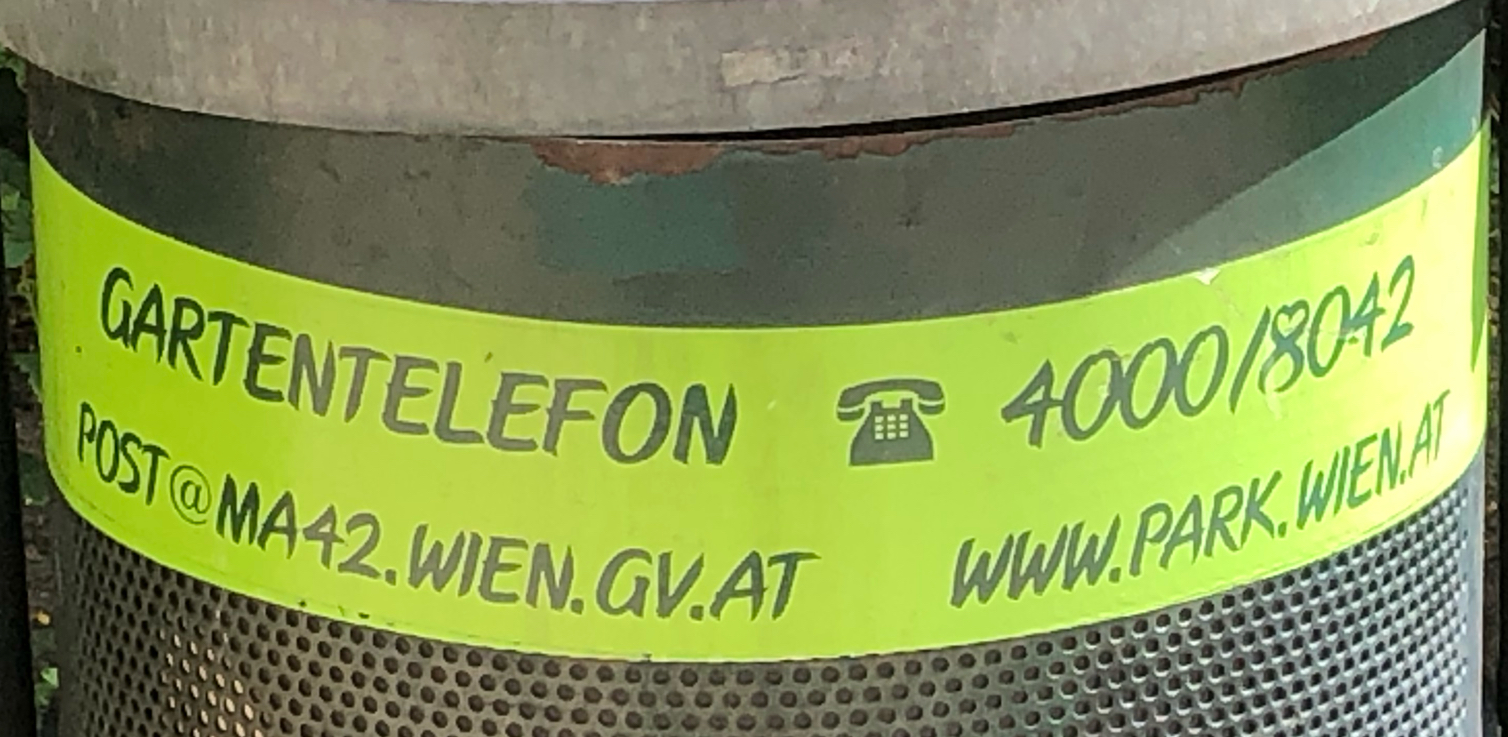 GARTENTELEFON ☎ 4000/8042
POST@MA42.WIEN.GV.AT WWW.PARK.WIEN.AT